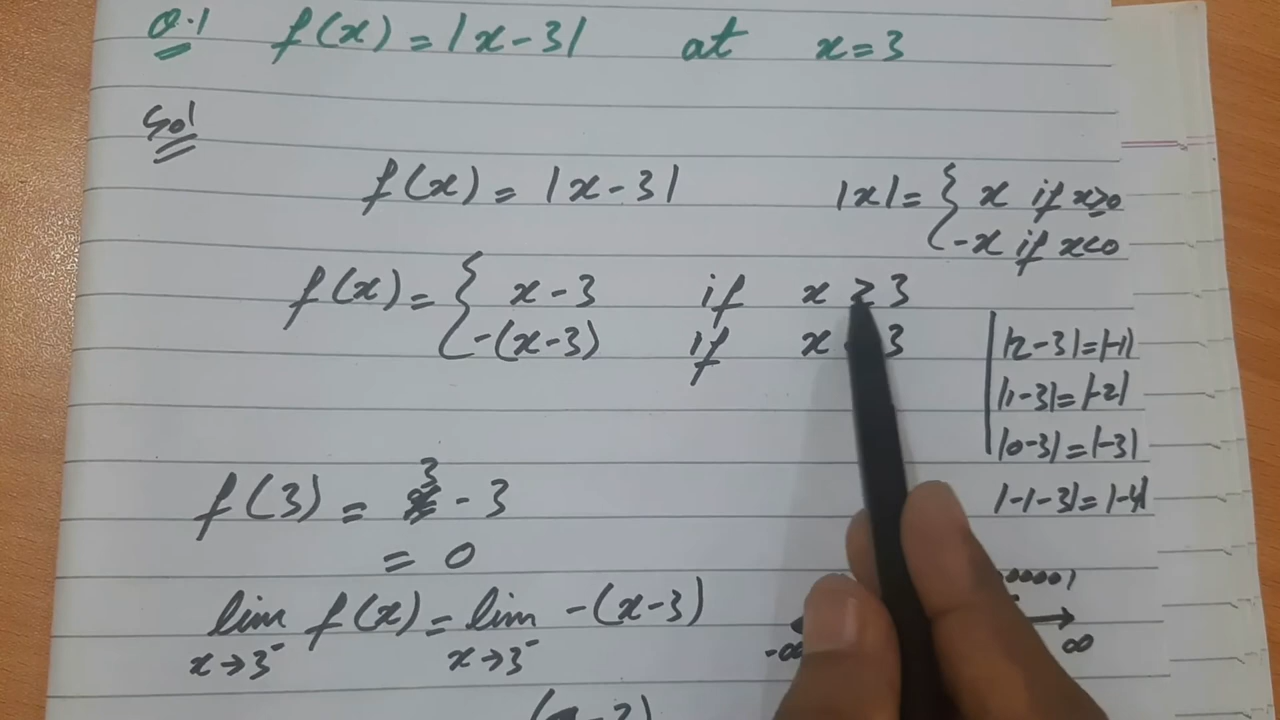 Q.1 f(x) = |x-3| at x=3
Sol
f(x) = |x-3|
|x| = { x if x≥0
-x if x<0
f(x) = { x-3 if x ≥ 3
-(x-3) if x 3
|2-3|=|-1|
|1-3|=|-2|
|0-3|=|-3|
|-1-3|=|-4|
f(3) = 3 - 3
= 0
lim f(x) = lim -(x-3)
x→3⁻ x→3⁻
-∞ ∞